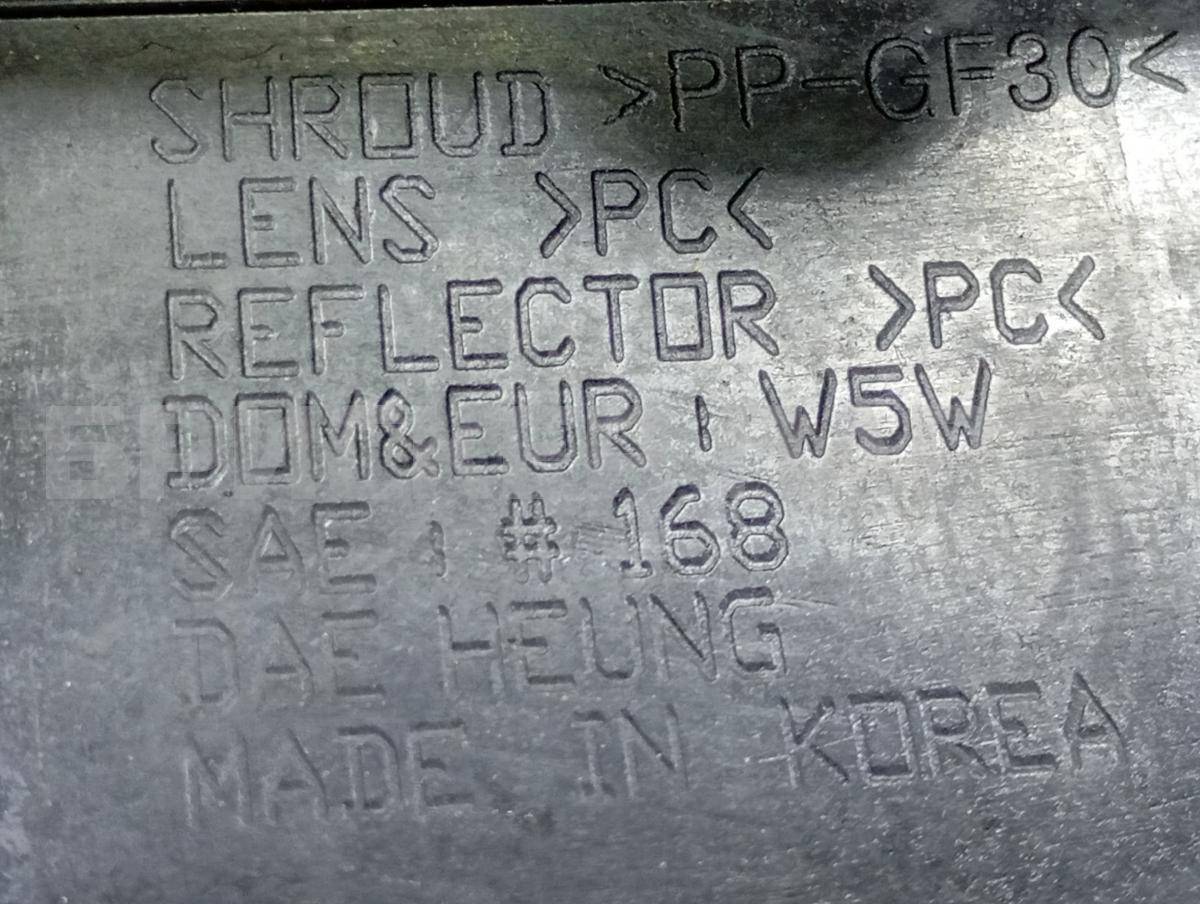 SHROUD >PP-GF30<
LENS >PC<
REFLECTOR >PC<
DOM&EUR : W5W
SAE : # 168
DAE HEUNG
MADE IN KOREA